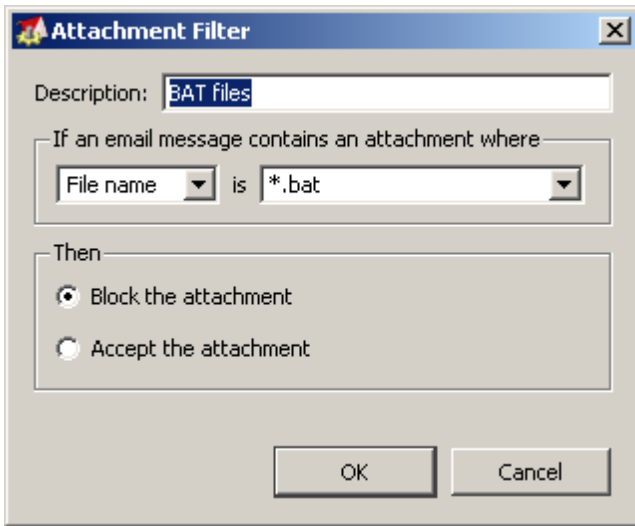 Attachment Filter
Description: BAT files
If an email message contains an attachment where
File name is *.bat
Then
Block the attachment
Accept the attachment
OK Cancel